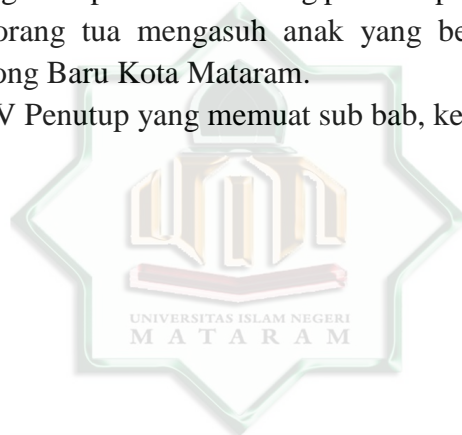 orang tua mengasuh anak yang be
ong Baru Kota Mataram.
V Penutup yang memuat sub bab, ke
UNIVERSITAS ISLAM NEGERI
MATARAM